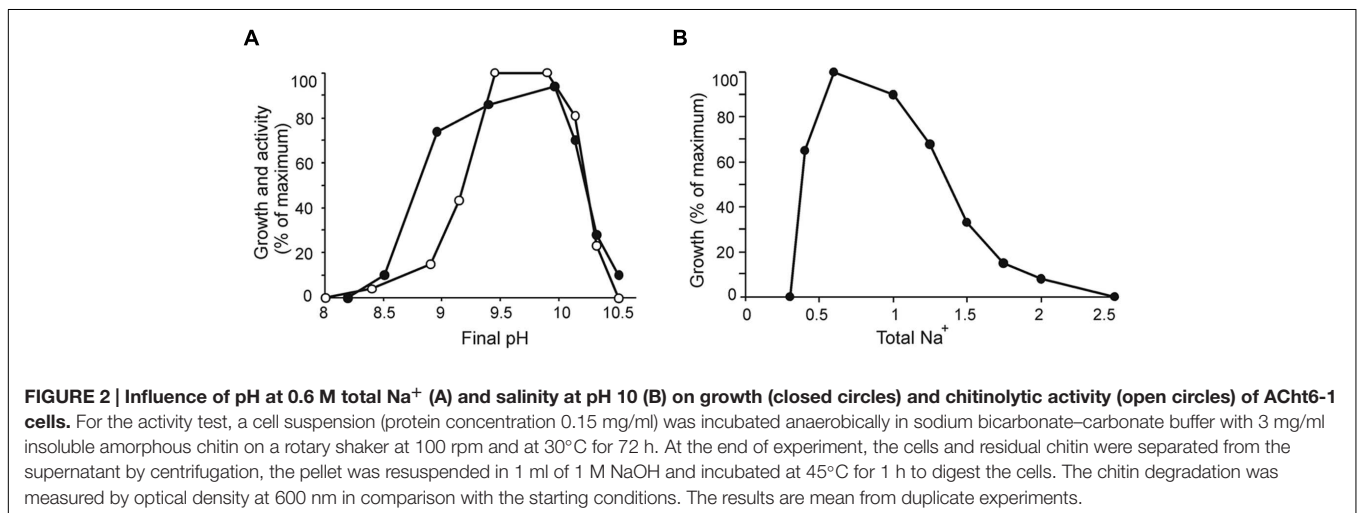 A
B
Growth and activity
(% of maximum)
100
80
60
40
20
0
8 8.5 9 9.5 10 10.5
Final pH
Growth (% of maximum)
100
80
60
40
20
0
0 0.5 1 1.5 2 2.5
Total Na⁺
FIGURE 2 | Influence of pH at 0.6 M total Na⁺ (A) and salinity at pH 10 (B) on growth (closed circles) and chitinolytic activity (open circles) of ACht6-1
cells. For the activity test, a cell suspension (protein concentration 0.15 mg/ml) was incubated anaerobically in sodium bicarbonate–carbonate buffer with 3 mg/ml
insoluble amorphous chitin on a rotary shaker at 100 rpm and at 30°C for 72 h. At the end of experiment, the cells and residual chitin were separated from the
supernatant by centrifugation, the pellet was resuspended in 1 ml of 1 M NaOH and incubated at 45°C for 1 h to digest the cells. The chitin degradation was
measured by optical density at 600 nm in comparison with the starting conditions. The results are mean from duplicate experiments.